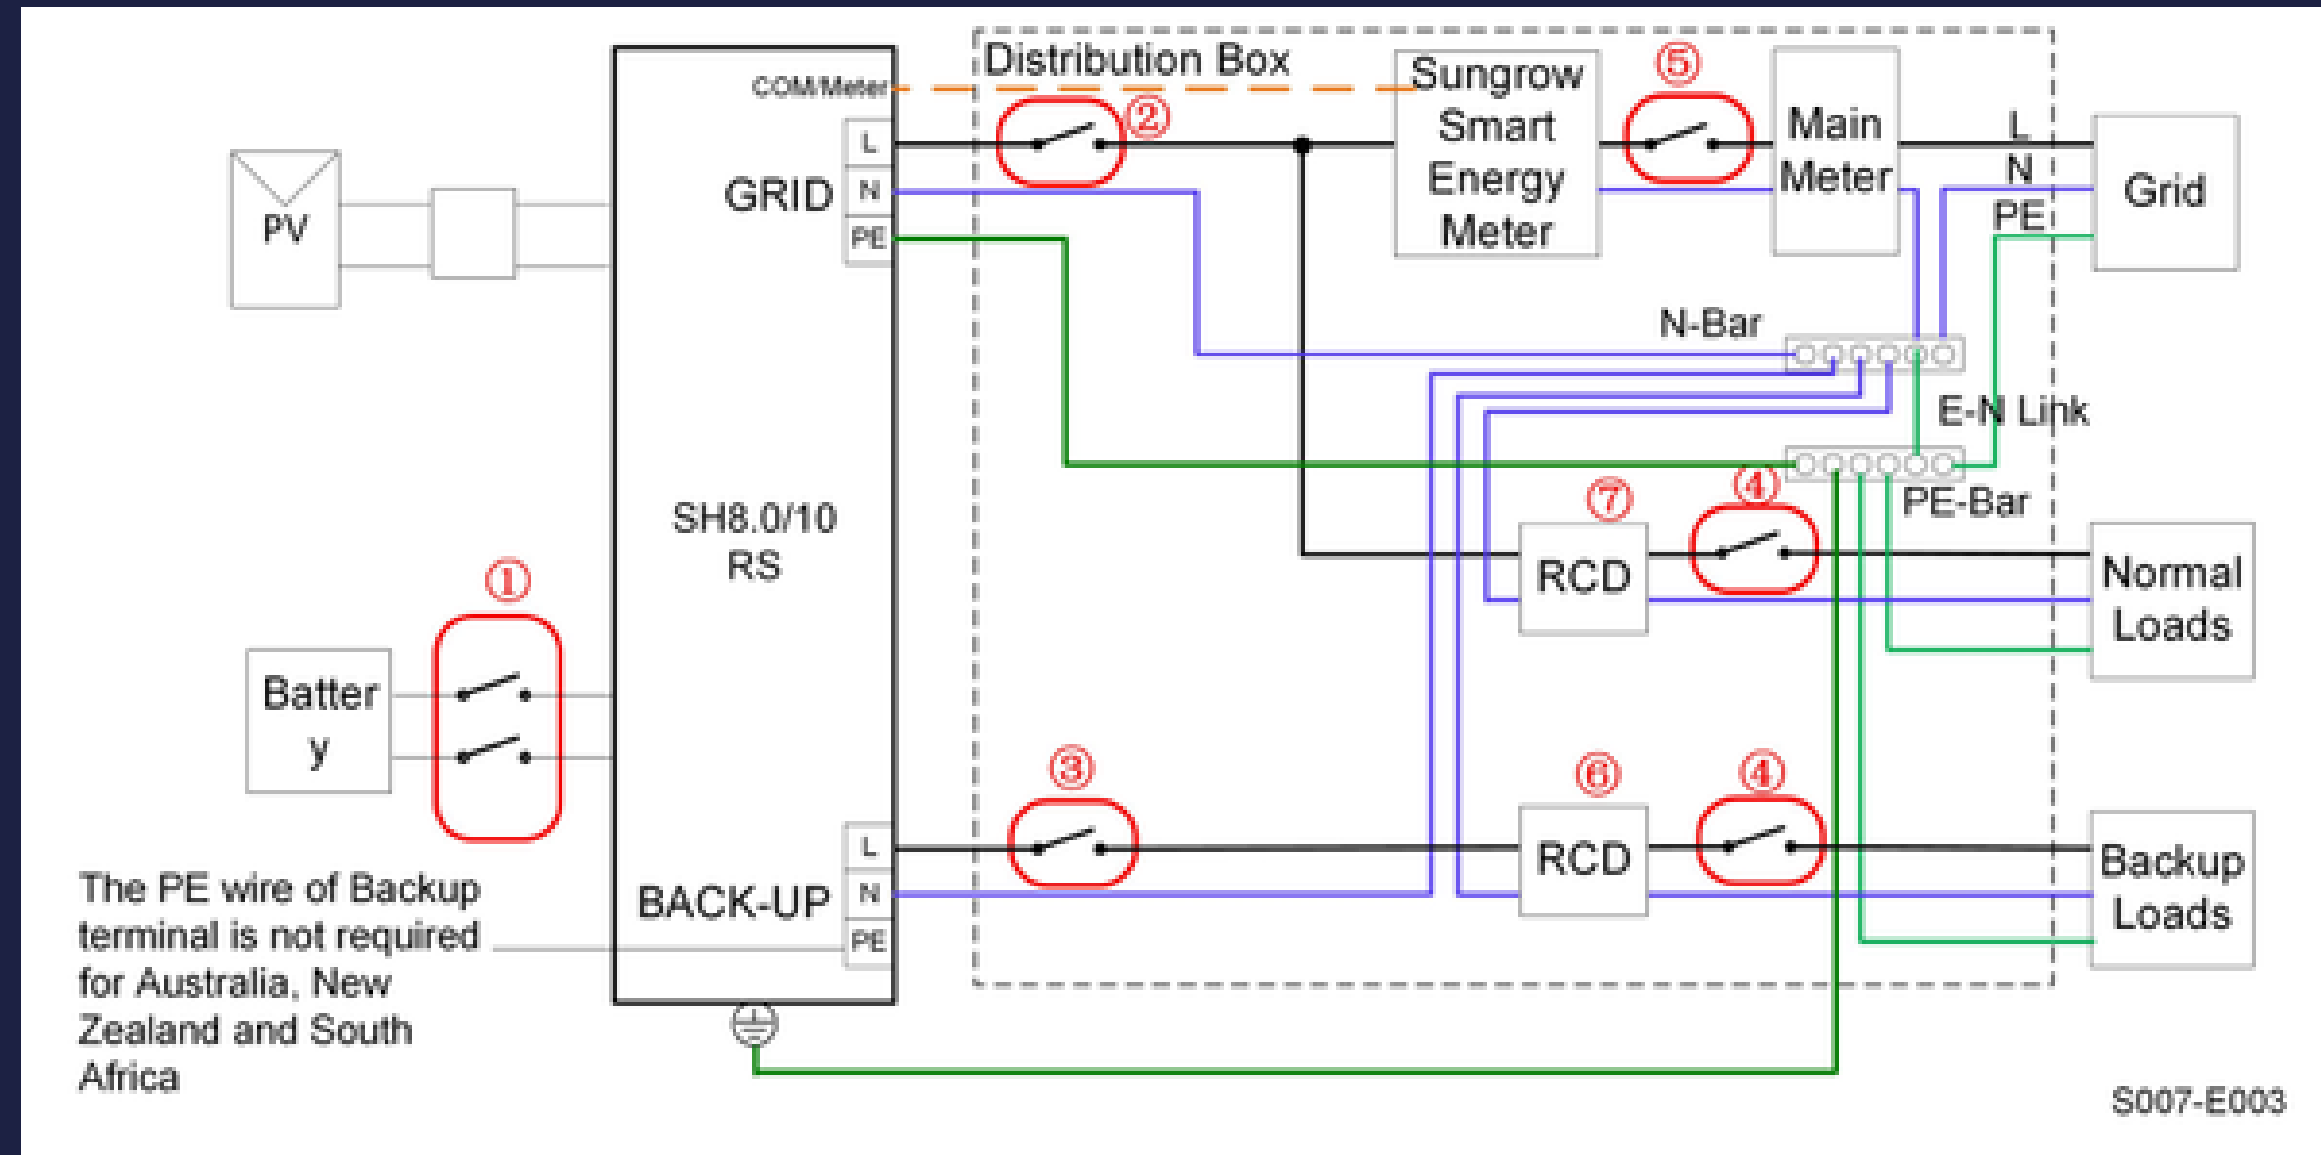 Distribution Box
COM/Meter
Sungrow
Smart
Energy
Meter
⑤
Main
Meter
②
L
N
PE
Grid
L
N
PE
GRID
PV
N-Bar
E-N Link
PE-Bar
SH8.0/10
RS
①
Batter
y
⑦
RCD
④
Normal
Loads
③
⑥
RCD
④
Backup
Loads
L
N
PE
BACK-UP
The PE wire of Backup
terminal is not required
for Australia, New
Zealand and South
Africa
S007-E003